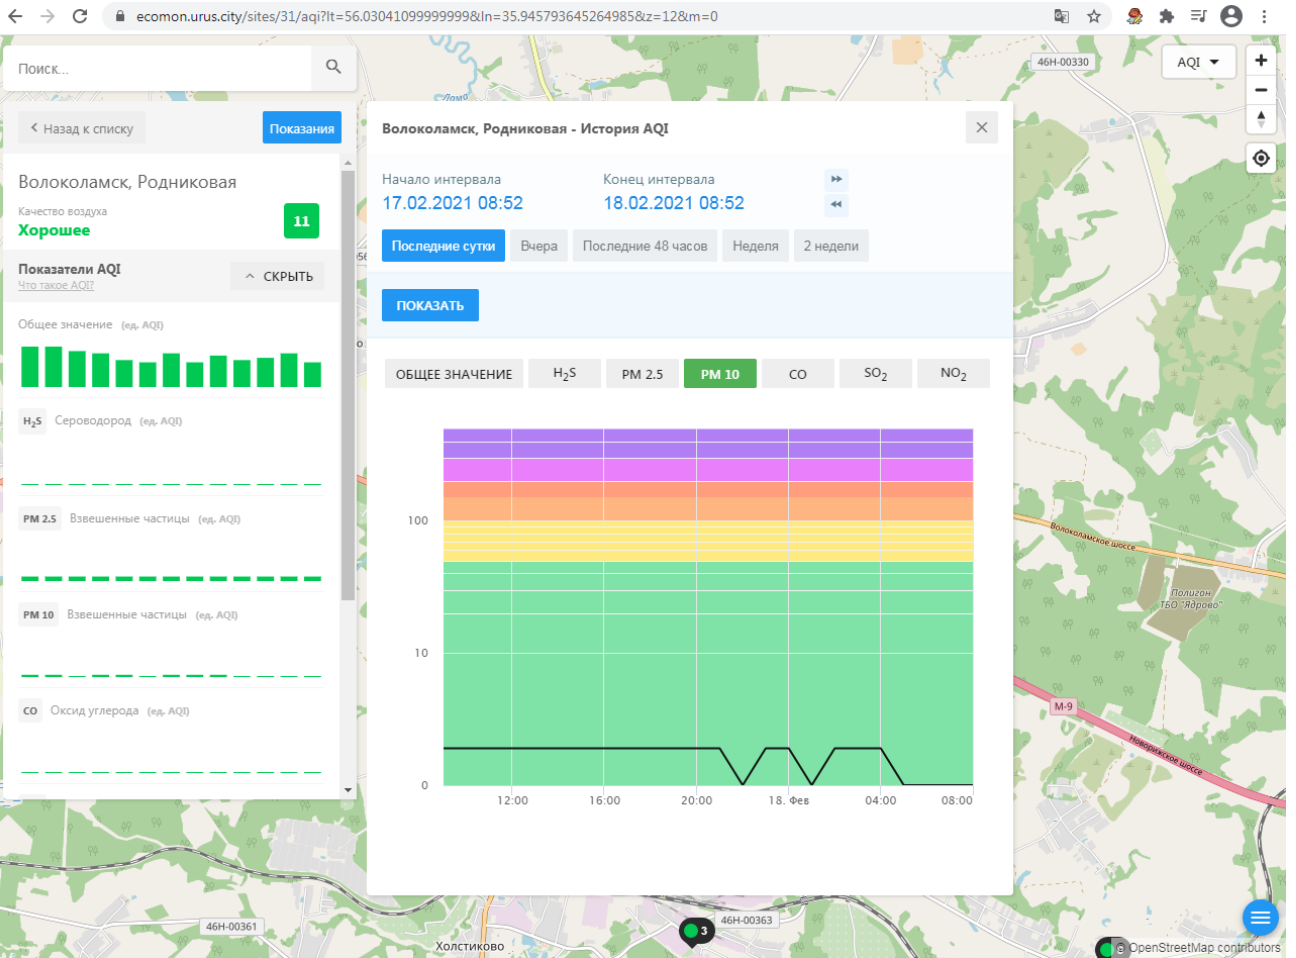 ecomon.urus.city/sites/31/aqi?lt=56.03041099999999&ln=35.945793645264985&z=12&m=0
Поиск...
46Н-00330
AQI
Ламо
Назад к списку
Показания
Волоколамск, Родниковая - История AQI
Волоколамск, Родниковая
Качество воздуха
Хорошее
11
Начало интервала
Конец интервала
17.02.2021 08:52
18.02.2021 08:52
Последние сутки
Вчера
Последние 48 часов
Неделя
2 недели
Показатели AQI
Что такое AQI?
СКРЫТЬ
ПОКАЗАТЬ
Общее значение (ед. AQI)
ОБЩЕЕ ЗНАЧЕНИЕ
H2S
PM 2.5
PM 10
CO
SO2
NO2
H2S Сероводород (ед. AQI)
PM 2.5 Взвешенные частицы (ед. AQI)
PM 10 Взвешенные частицы (ед. AQI)
CO Оксид углерода (ед. AQI)
100
10
0
12:00
16:00
20:00
18. Фев
04:00
08:00
Волоколамское шоссе
Полигон
ТБО "Ядрово"
М-9
Новорижское шоссе
46Н-00361
46Н-00363
3
Холстиково
© OpenStreetMap contributors